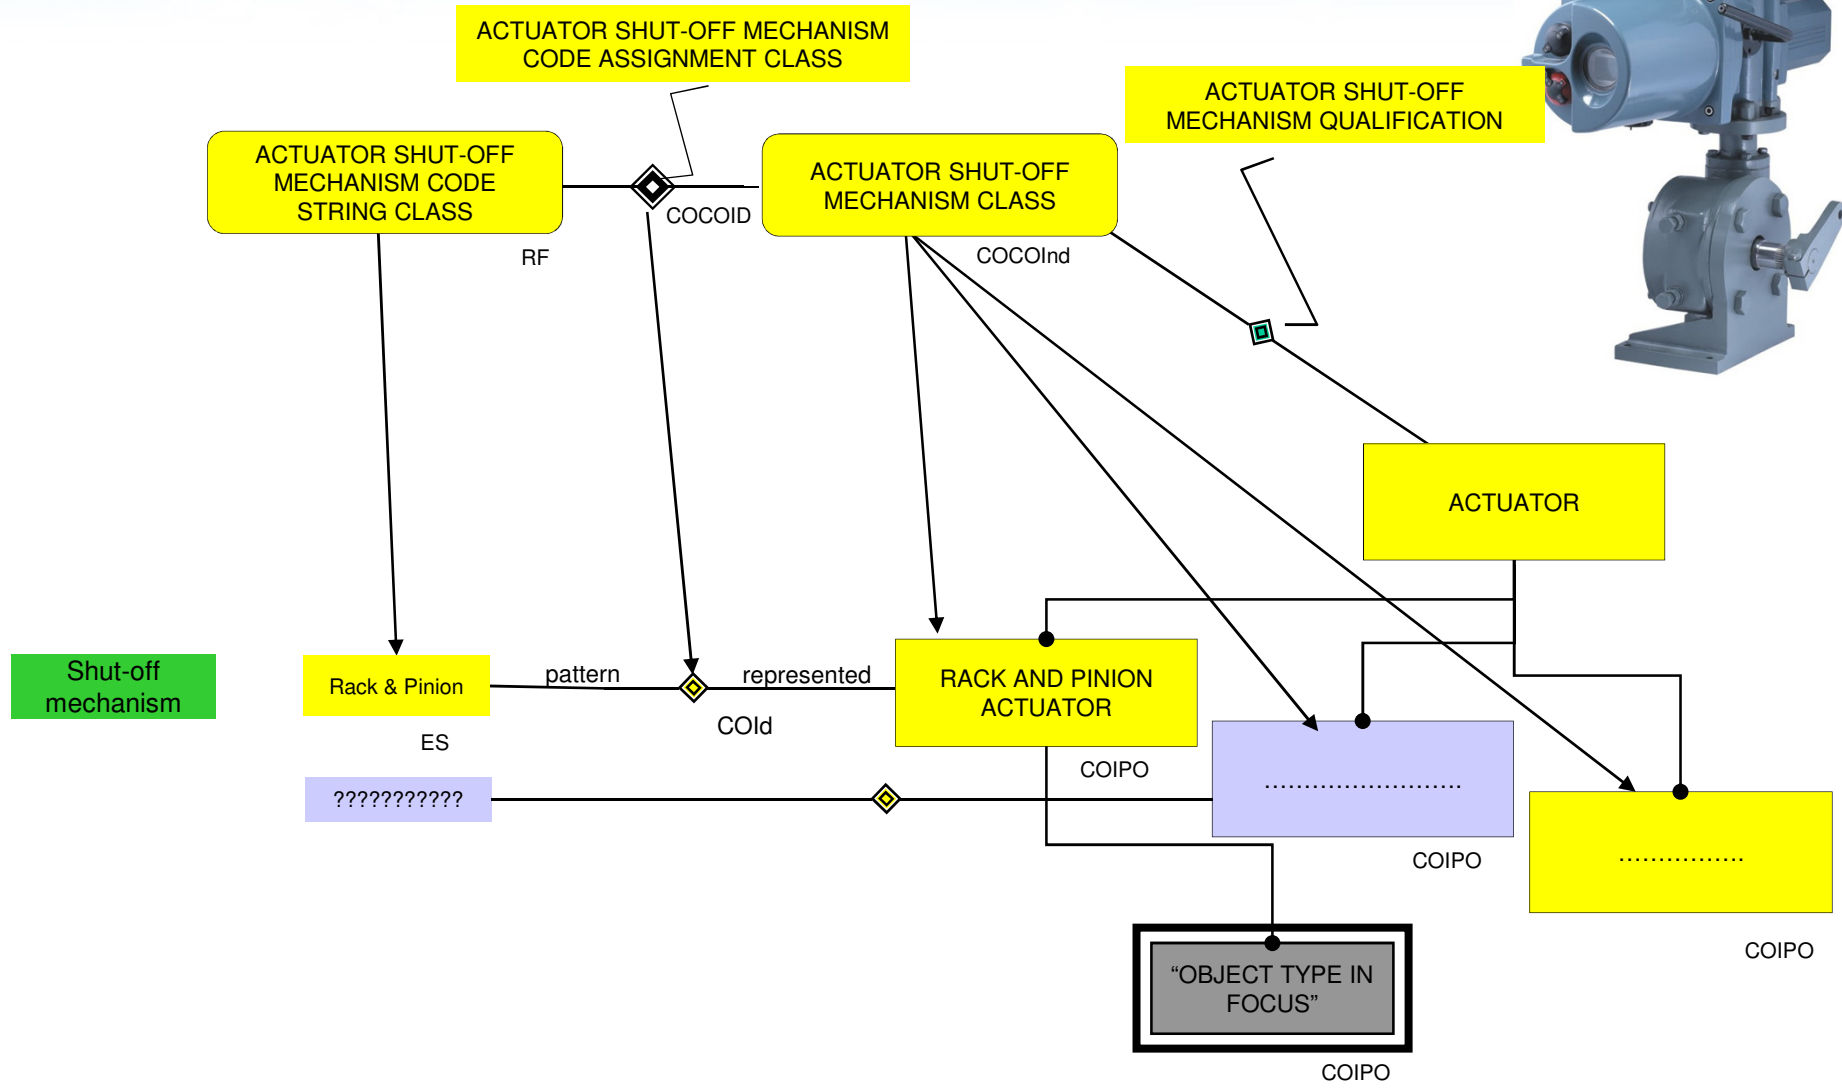 ACTUATOR SHUT-OFF MECHANISM
CODE ASSIGNMENT CLASS
ACTUATOR SHUT-OFF
MECHANISM QUALIFICATION
ACTUATOR SHUT-OFF
MECHANISM CODE
STRING CLASS
RF
COCOID
ACTUATOR SHUT-OFF
MECHANISM CLASS
COCOInd
ACTUATOR
Shut-off
mechanism
Rack & Pinion
ES
pattern
represented
COId
RACK AND PINION
ACTUATOR
COIPO
???????????
.........................
COIPO
................
COIPO
“OBJECT TYPE IN
FOCUS”
COIPO